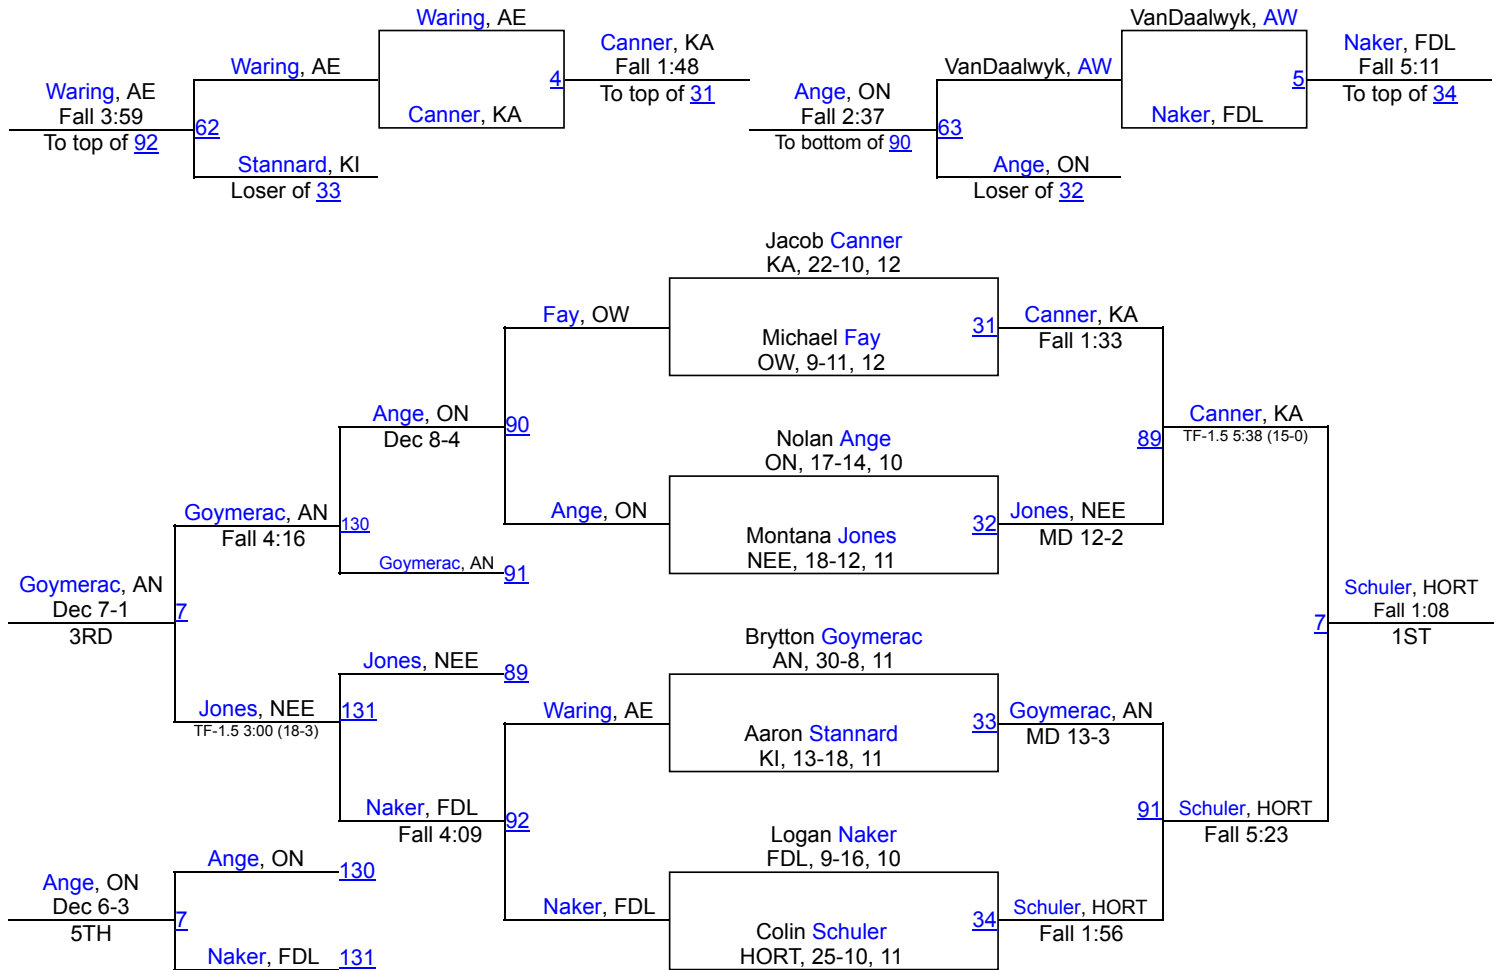 Waring, AE
Waring, AE
Canner, KA
Fall 1:48
To top of 31
4
Canner, KA
Waring, AE
Fall 3:59
To top of 92
62
Stannard, KI
Loser of 33
VanDaalwyk, AW
VanDaalwyk, AW
Naker, FDL
Fall 5:11
To top of 34
5
Naker, FDL
Ange, ON
Fall 2:37
To bottom of 90
63
Ange, ON
Loser of 32
Jacob Canner
KA, 22-10, 12
Fay, OW
31
Canner, KA
Fall 1:33
Michael Fay
OW, 9-11, 12
Ange, ON
Dec 8-4
90
Canner, KA
TF-1.5 5:38 (15-0)
89
Nolan Ange
ON, 17-14, 10
Goymerac, AN
Fall 4:16
130
Ange, ON
32
Jones, NEE
MD 12-2
Montana Jones
NEE, 18-12, 11
Goymerac, AN
91
Goymerac, AN
Dec 7-1
3RD
7
Schuler, HORT
Fall 1:08
1ST
7
Brytton Goymerac
AN, 30-8, 11
Jones, NEE
89
Jones, NEE
TF-1.5 3:00 (18-3)
131
Waring, AE
33
Goymerac, AN
MD 13-3
Aaron Stannard
KI, 13-18, 11
Naker, FDL
Fall 4:09
92
91
Schuler, HORT
Fall 5:23
Logan Naker
FDL, 9-16, 10
Ange, ON
130
Ange, ON
Dec 6-3
5TH
7
Naker, FDL
34
Schuler, HORT
Fall 1:56
Colin Schuler
HORT, 25-10, 11
Naker, FDL
131